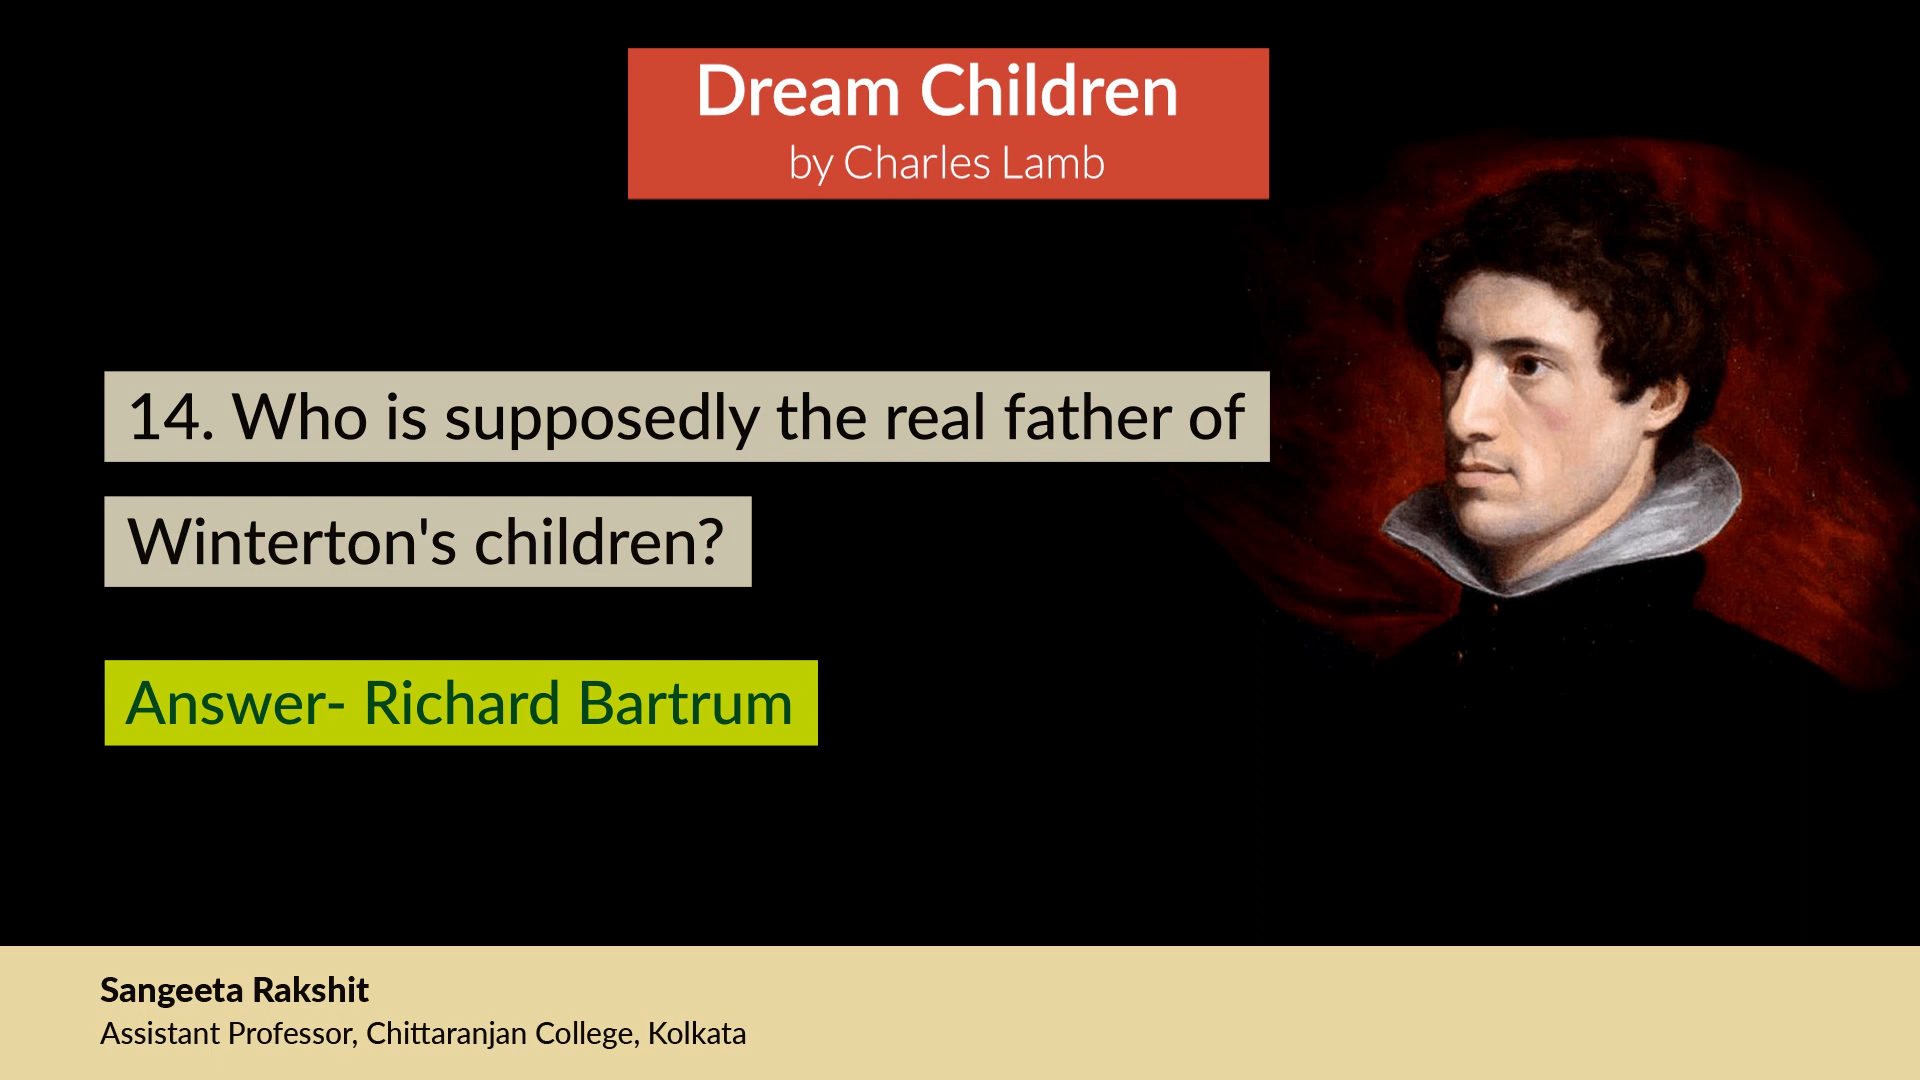 Dream Children
by Charles Lamb
14. Who is supposedly the real father of
Winterton's children?
Answer- Richard Bartrum
Sangeeta Rakshit
Assistant Professor, Chittaranjan College, Kolkata